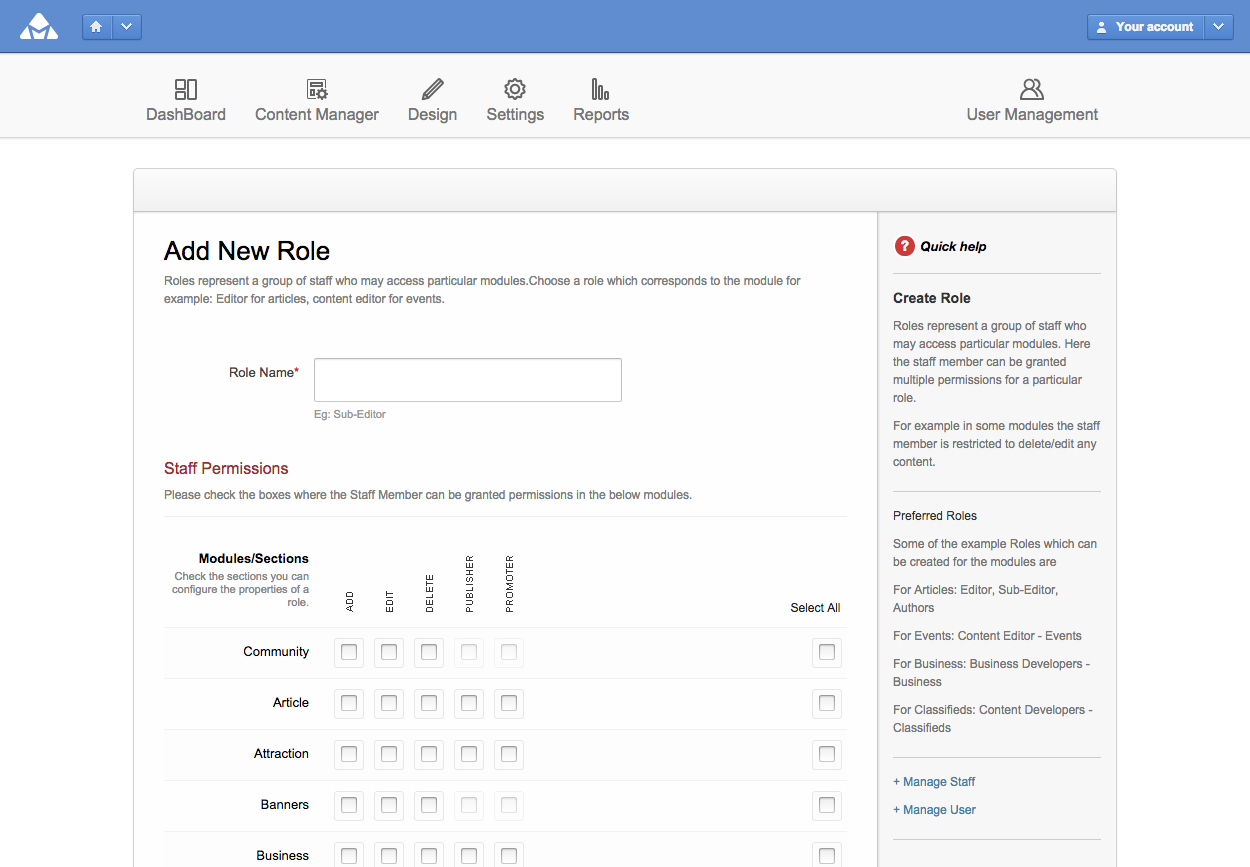 Your account
DashBoard
Content Manager
Design
Settings
Reports
User Management
Add New Role
Roles represent a group of staff who may access particular modules.Choose a role which corresponds to the module for
example: Editor for articles, content editor for events.
Role Name*
Eg: Sub-Editor
Staff Permissions
Please check the boxes where the Staff Member can be granted permissions in the below modules.
Modules/Sections
Check the sections you can
configure the properties of a
role.
ADD
EDIT
DELETE
PUBLISHER
PROMOTER
Select All
Community
Article
Attraction
Banners
Business
? Quick help
Create Role
Roles represent a group of staff who
may access particular modules. Here
the staff member can be granted
multiple permissions for a particular
role.
For example in some modules the staff
member is restricted to delete/edit any
content.
Preferred Roles
Some of the example Roles which can
be created for the modules are
For Articles: Editor, Sub-Editor,
Authors
For Events: Content Editor - Events
For Business: Business Developers -
Business
For Classifieds: Content Developers -
Classifieds
+ Manage Staff
+ Manage User